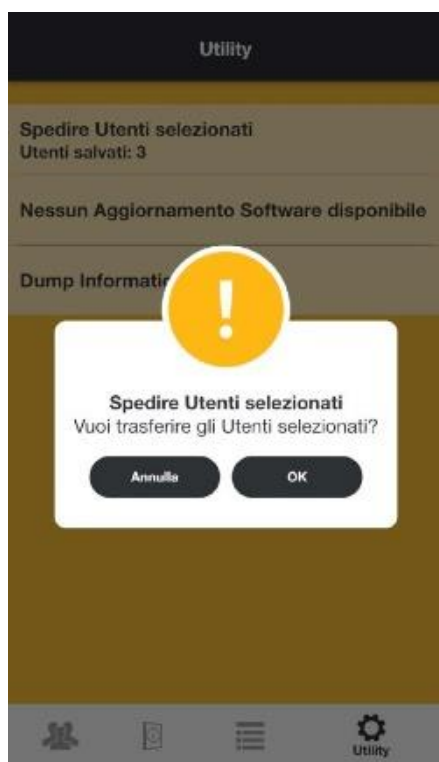 Utility
Spedire Utenti selezionati
Utenti salvati: 3
Nessun Aggiornamento Software disponibile
Dump
!
Spedire Utenti selezionati
Vuoi trasferire gli Utenti selezionati?
Annulla OK
Utility